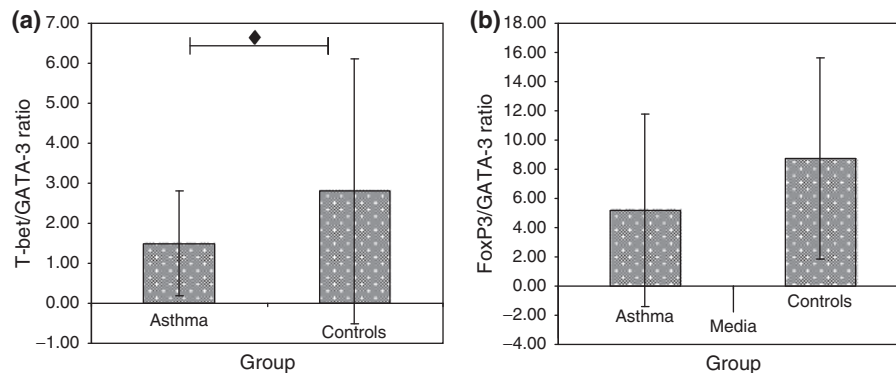 (a)
7.00
6.00
5.00
4.00
3.00
2.00
1.00
0.00
–1.00
T-bet/GATA-3 ratio
Asthma
Controls
Group
(b)
18.00
16.00
14.00
12.00
10.00
8.00
6.00
4.00
2.00
0.00
–2.00
–4.00
FoxP3/GATA-3 ratio
Asthma
Media
Controls
Group